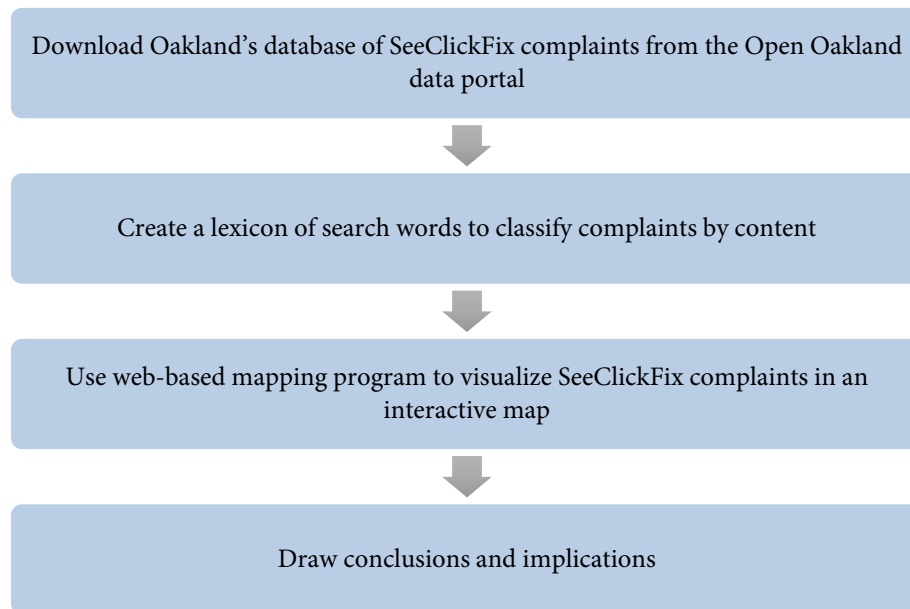 Download Oakland’s database of SeeClickFix complaints from the Open Oakland
data portal
Create a lexicon of search words to classify complaints by content
Use web-based mapping program to visualize SeeClickFix complaints in an
interactive map
Draw conclusions and implications